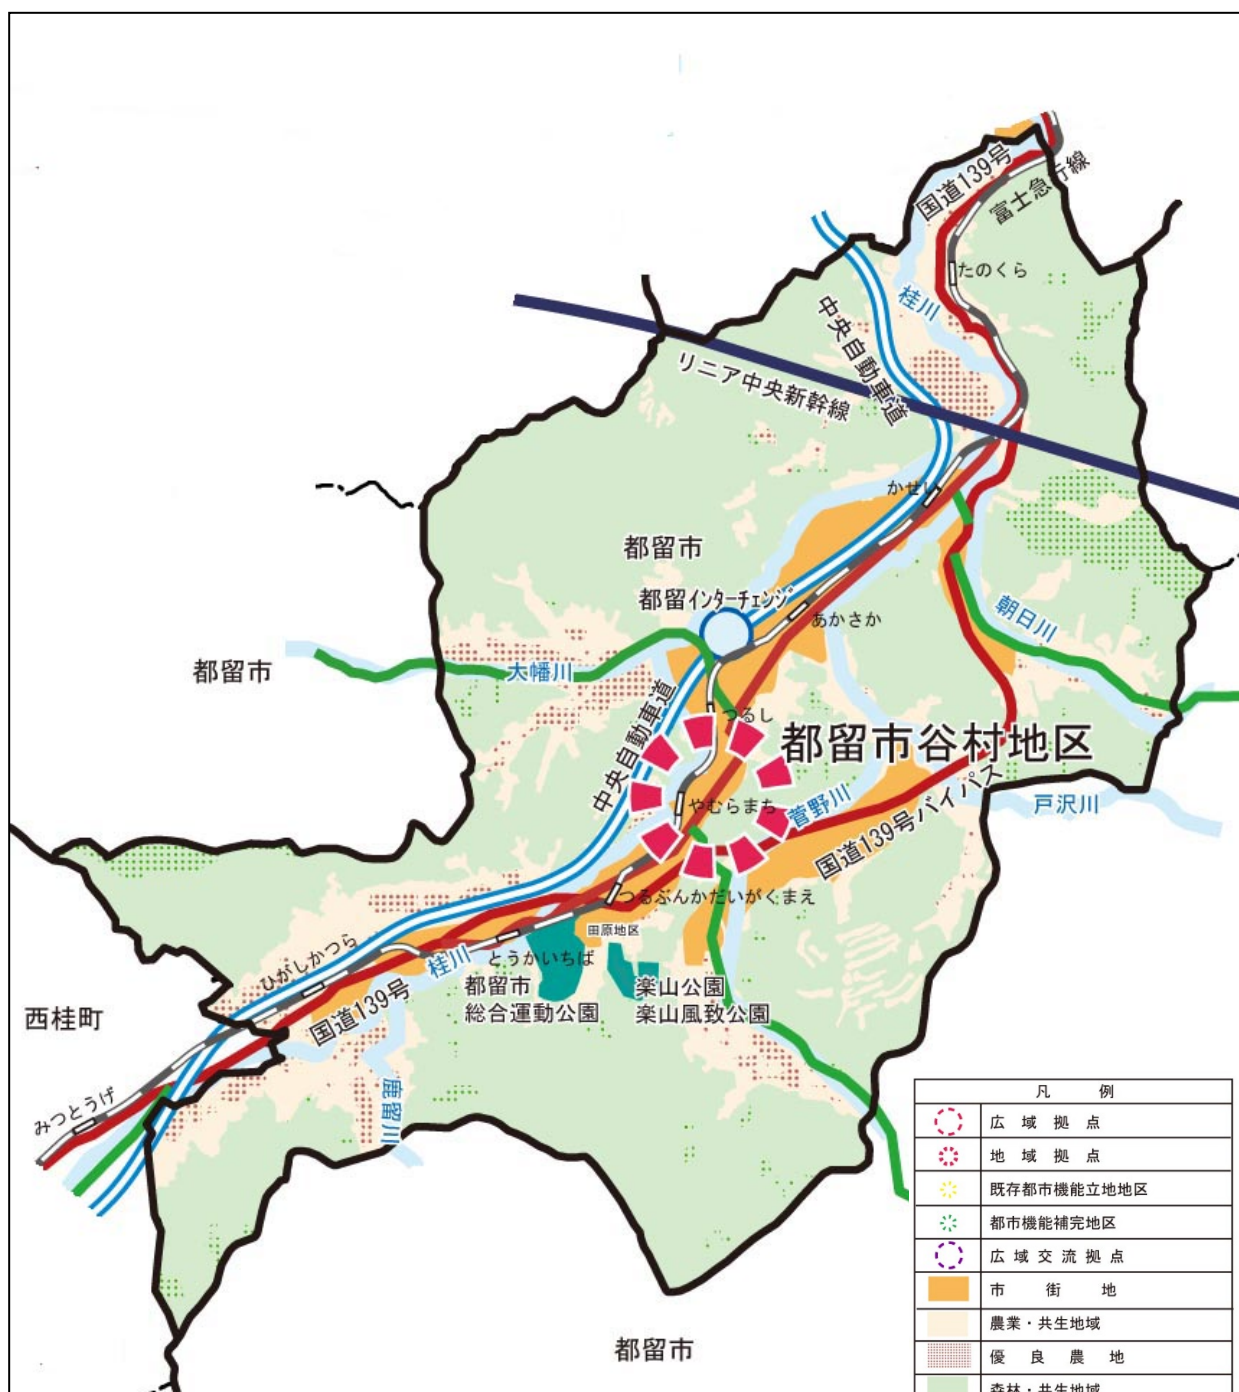 国道139号
富士急行線
たのくら
桂川
中央自動車道
リニア中央新幹線
かせい
都留市
都留インターチェンジ
あかさか
朝日川
都留市
大幡川
中央自動車道
つるし
都留市谷村地区
やむらまち
菅野川
国道139号バイパス
戸沢川
つるぶんかだいがくまえ
田原地区
ひがしかつら
桂川
とうかいちば
都留市
総合運動公園
楽山公園
楽山風致公園
国道139号
西桂町
みつとうげ
鹿留川
都留市
凡例
広域拠点
地域拠点
既存都市機能立地地区
都市機能補完地区
広域交流拠点
市街地
農業・共生地域
優良農地
森林・共生地域